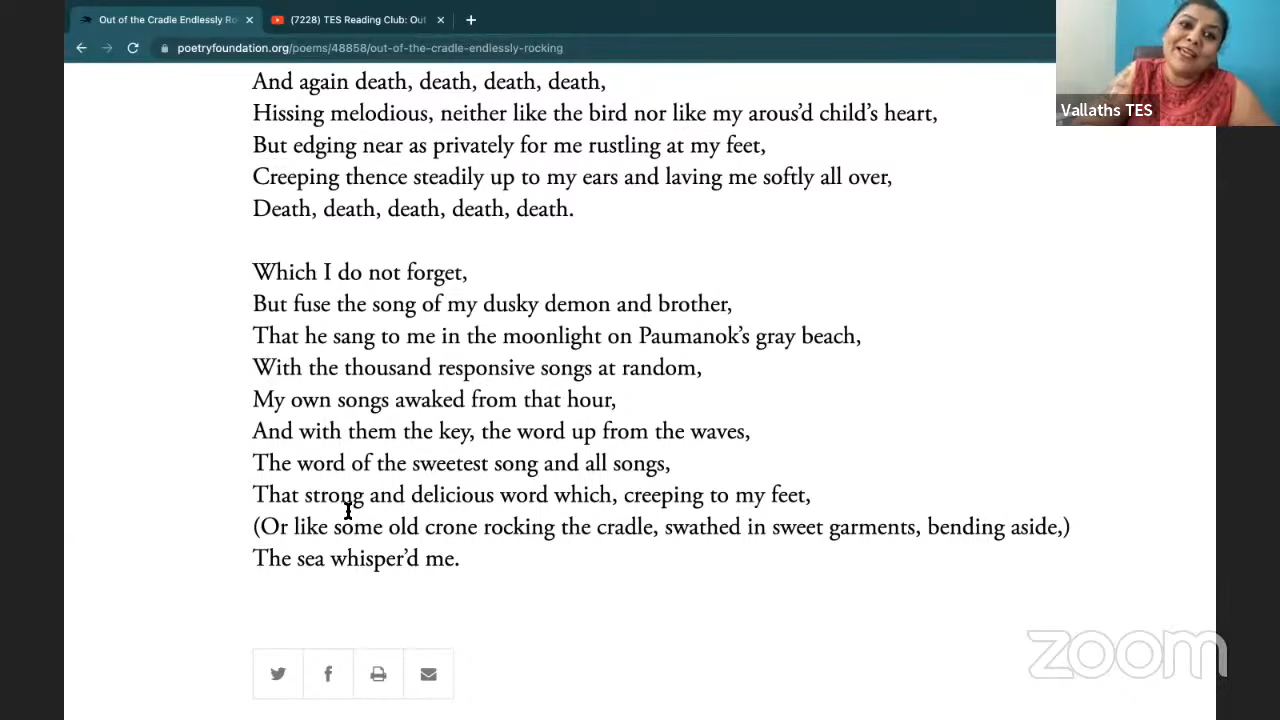 Out of the Cradle Endlessly Ro
(7228) TES Reading Club: Out
poetryfoundation.org/poems/48858/out-of-the-cradle-endlessly-rocking
Vallaths TES
And again death, death, death, death,
Hissing melodious, neither like the bird nor like my arous’d child’s heart,
But edging near as privately for me rustling at my feet,
Creeping thence steadily up to my ears and laving me softly all over,
Death, death, death, death, death.
Which I do not forget,
But fuse the song of my dusky demon and brother,
That he sang to me in the moonlight on Paumanok’s gray beach,
With the thousand responsive songs at random,
My own songs awaked from that hour,
And with them the key, the word up from the waves,
The word of the sweetest song and all songs,
That strong and delicious word which, creeping to my feet,
(Or like some old crone rocking the cradle, swathed in sweet garments, bending aside,)
The sea whisper’d me.
zoom